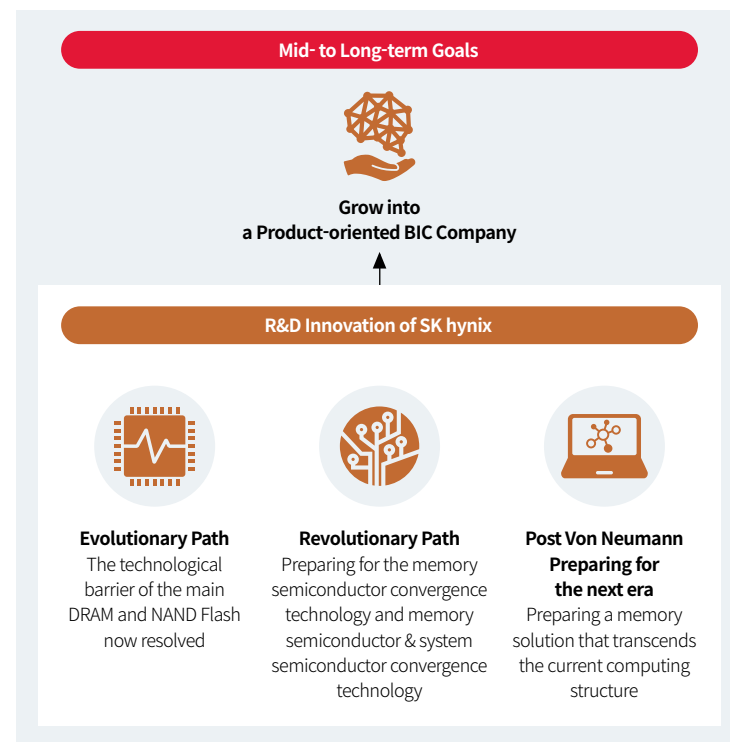 Mid- to Long-term Goals
Grow into
a Product-oriented BIC Company
R&D Innovation of SK hynix
Evolutionary Path
The technological
barrier of the main
DRAM and NAND Flash
now resolved
Revolutionary Path
Preparing for the memory
semiconductor convergence
technology and memory
semiconductor & system
semiconductor convergence
technology
Post Von Neumann
Preparing for
the next era
Preparing a memory
solution that transcends
the current computing
structure